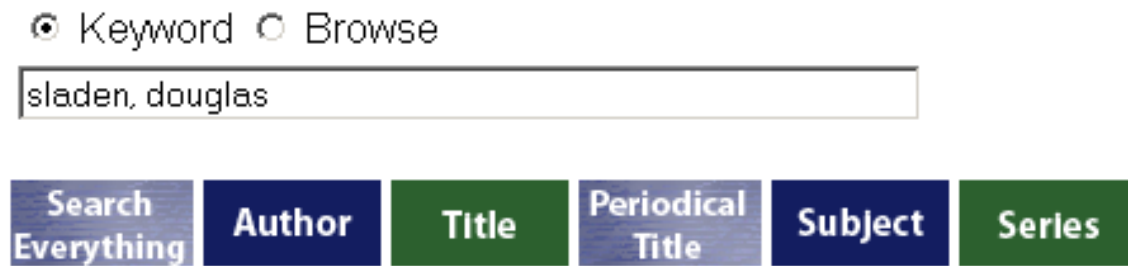 Keyword Browse
sladen, douglas
Search Everything Author Title Periodical Title Subject Series